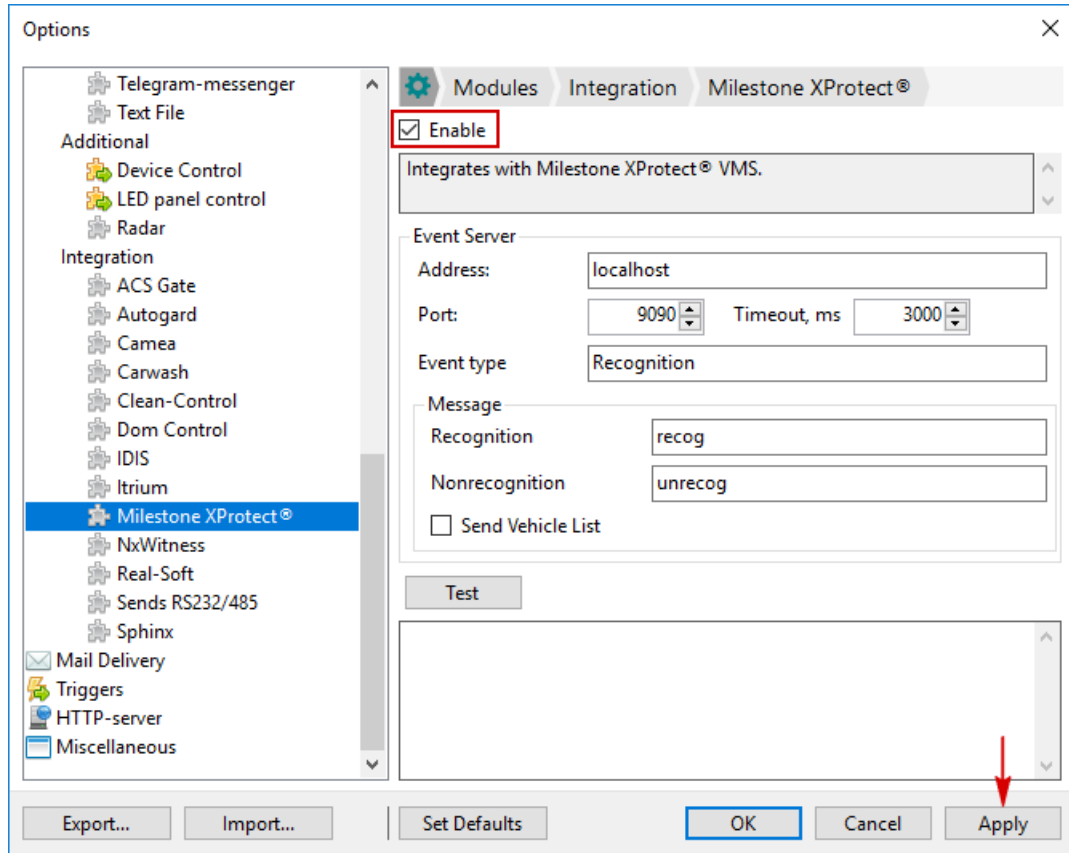 Options
Telegram-messenger
Text File
Additional
Device Control
LED panel control
Radar
Integration
ACS Gate
Autogard
Camea
Carwash
Clean-Control
Dom Control
IDIS
Itrium
Milestone XProtect®
NxWitness
Real-Soft
Sends RS232/485
Sphinx
Mail Delivery
Triggers
HTTP-server
Miscellaneous
Modules Integration Milestone XProtect®
Enable
Integrates with Milestone XProtect® VMS.
Event Server
Address: localhost
Port: 9090 Timeout, ms 3000
Event type Recognition
Message
Recognition recog
Nonrecognition unrecog
Send Vehicle List
Test
Export... Import... Set Defaults OK Cancel Apply